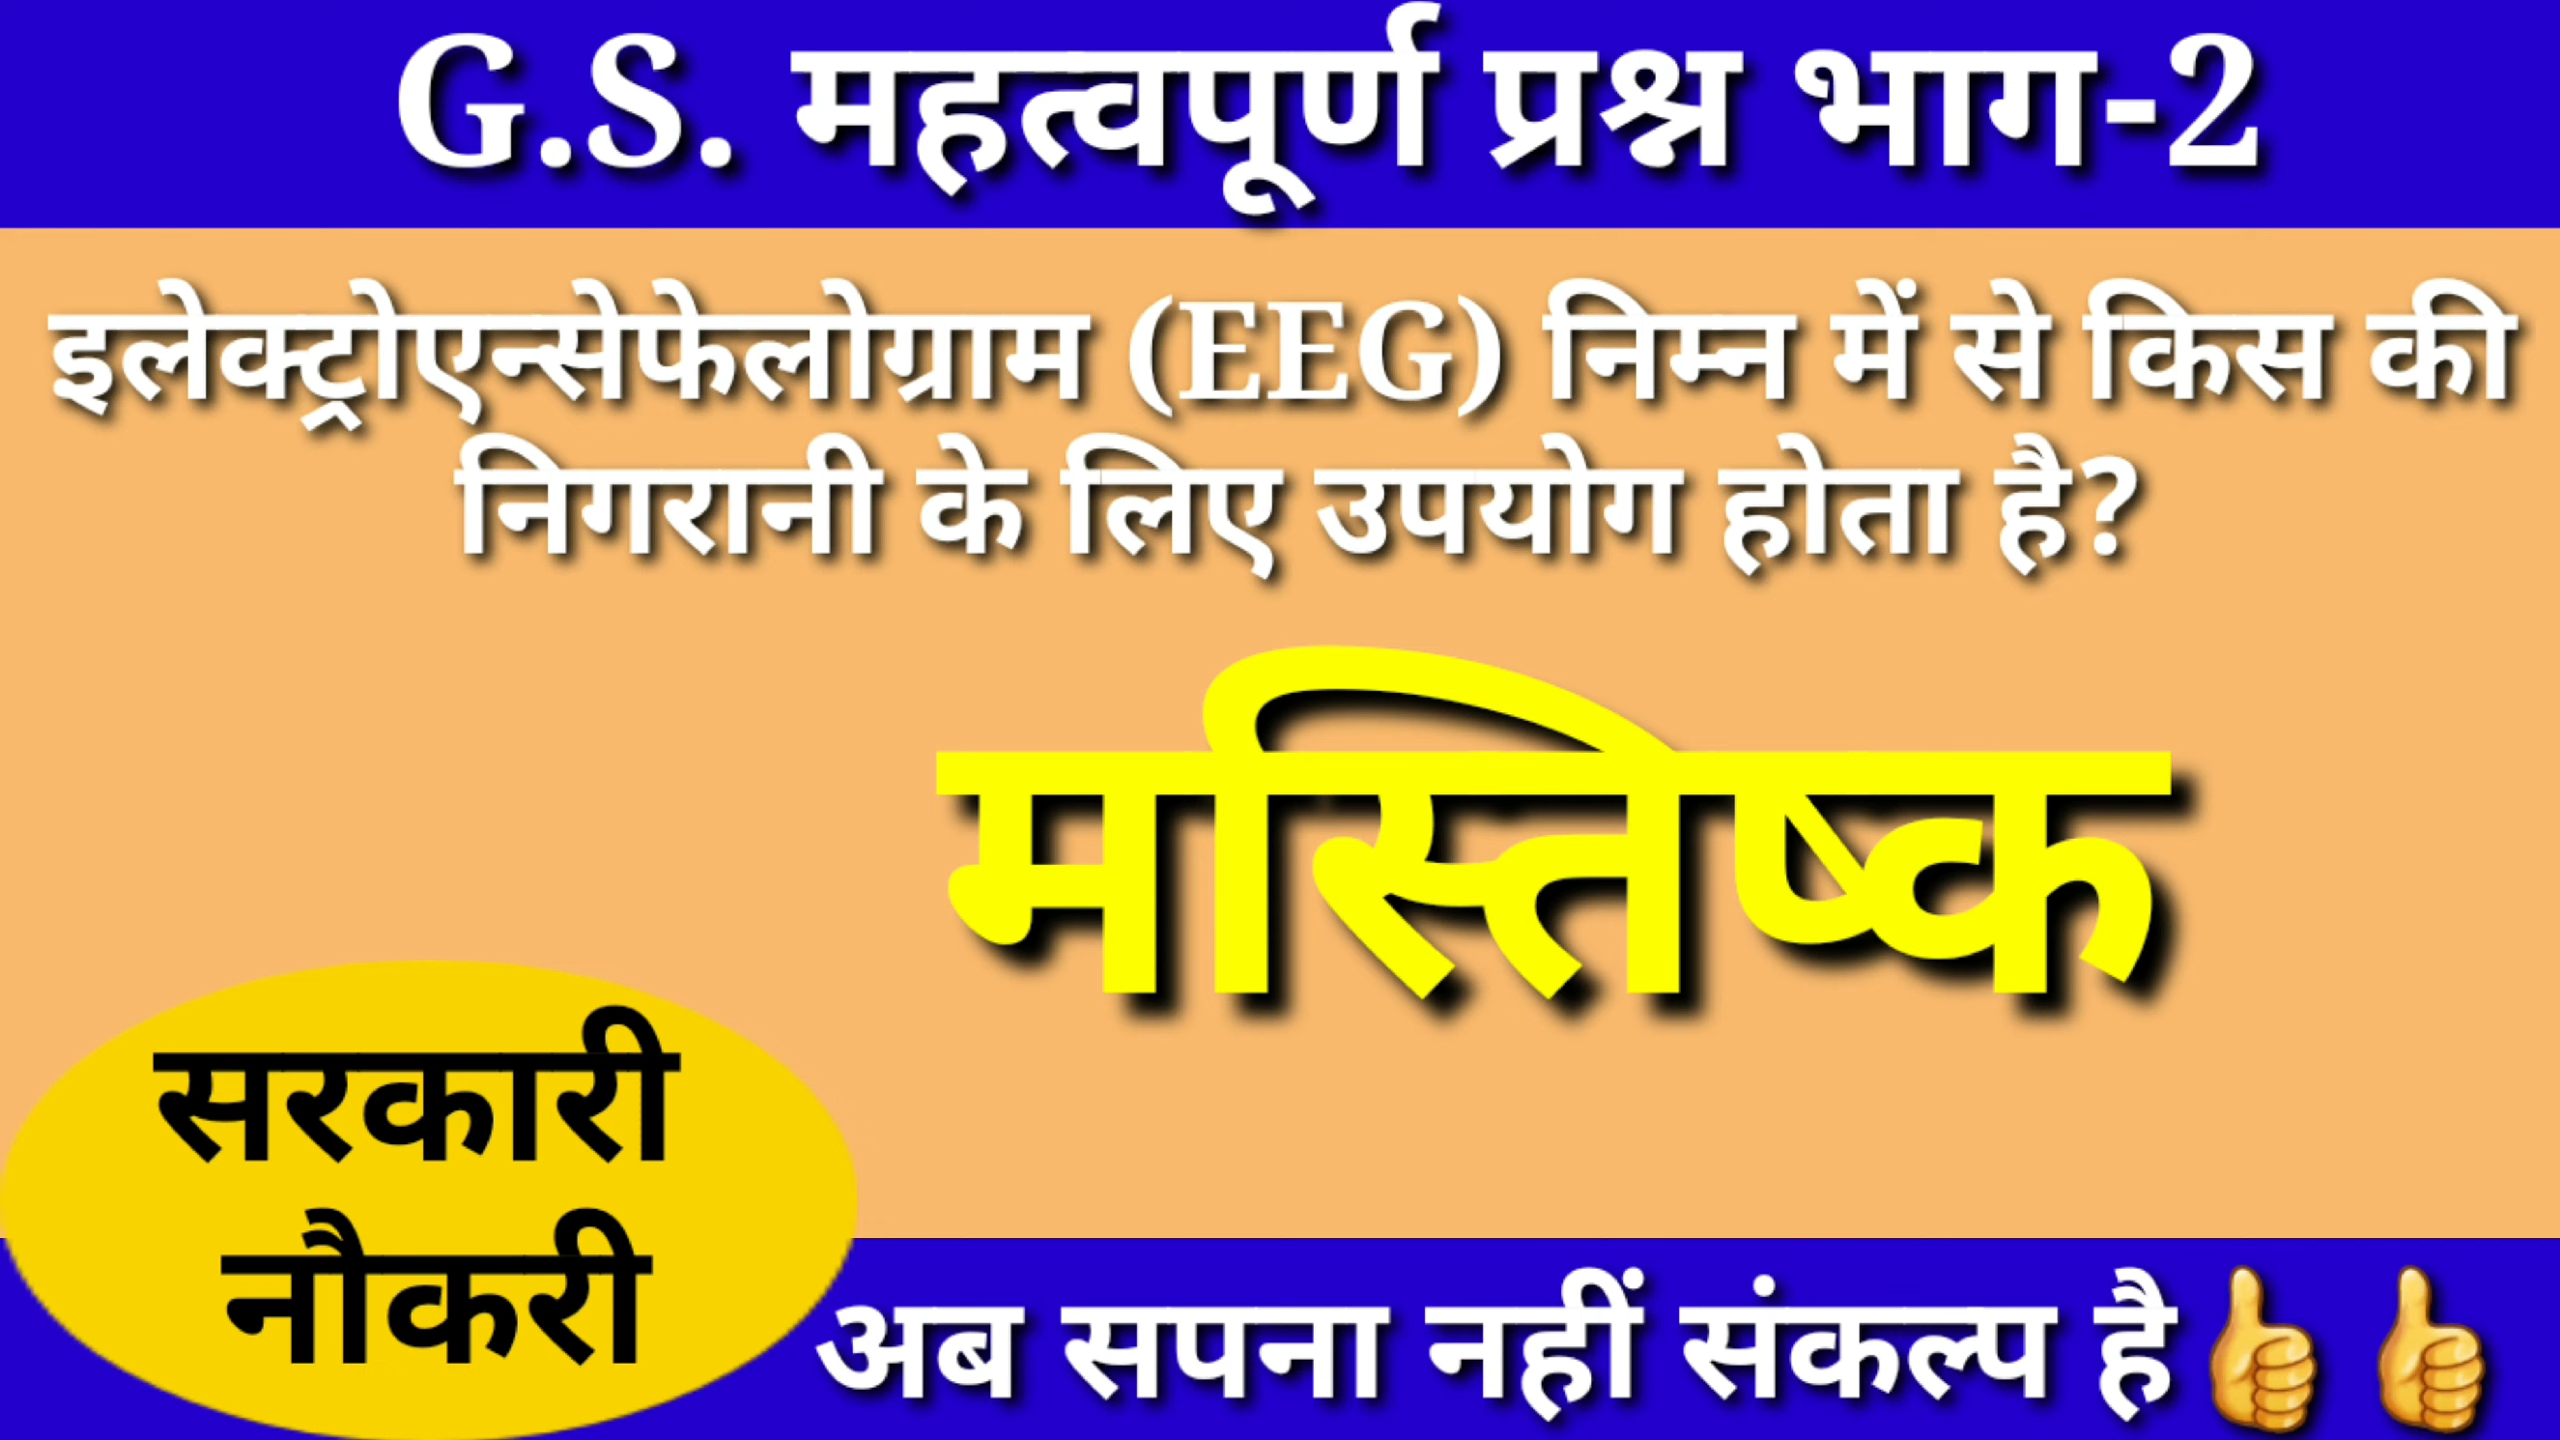 G.S. महत्वपूर्ण प्रश्न भाग-2
इलेक्ट्रोएन्सेफेलोग्राम (EEG) निम्न में से किस की
निगरानी के लिए उपयोग होता है?
मस्तिष्क
सरकारी
नौकरी
अब सपना नहीं संकल्प है👍 👍